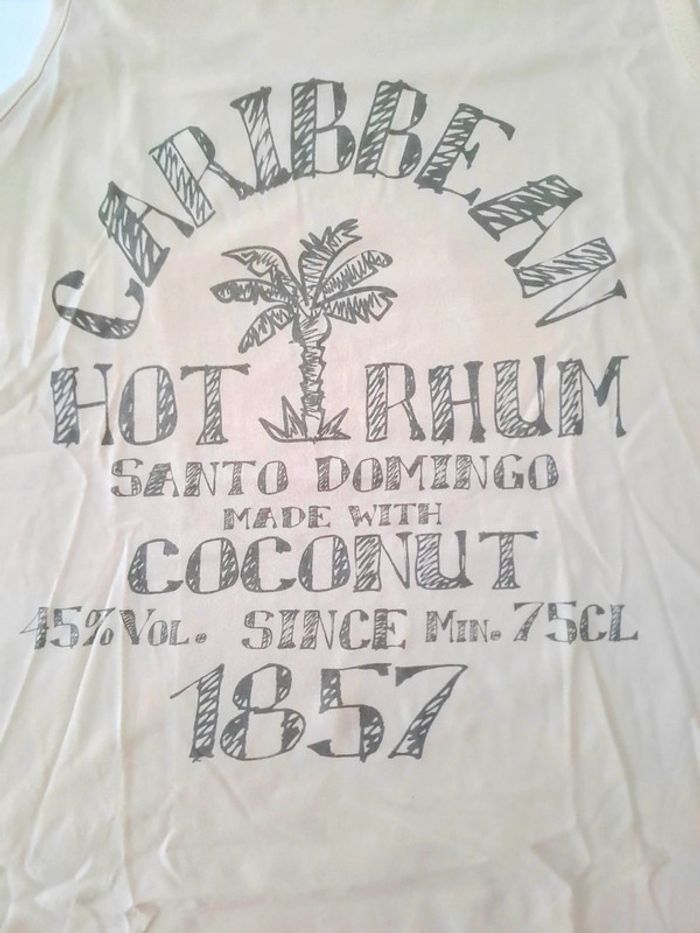 CARIBBEAN
HOT RHUM
SANTO DOMINGO
MADE WITH
COCONUT
45% VOL. SINCE MIN. 75CL
1857